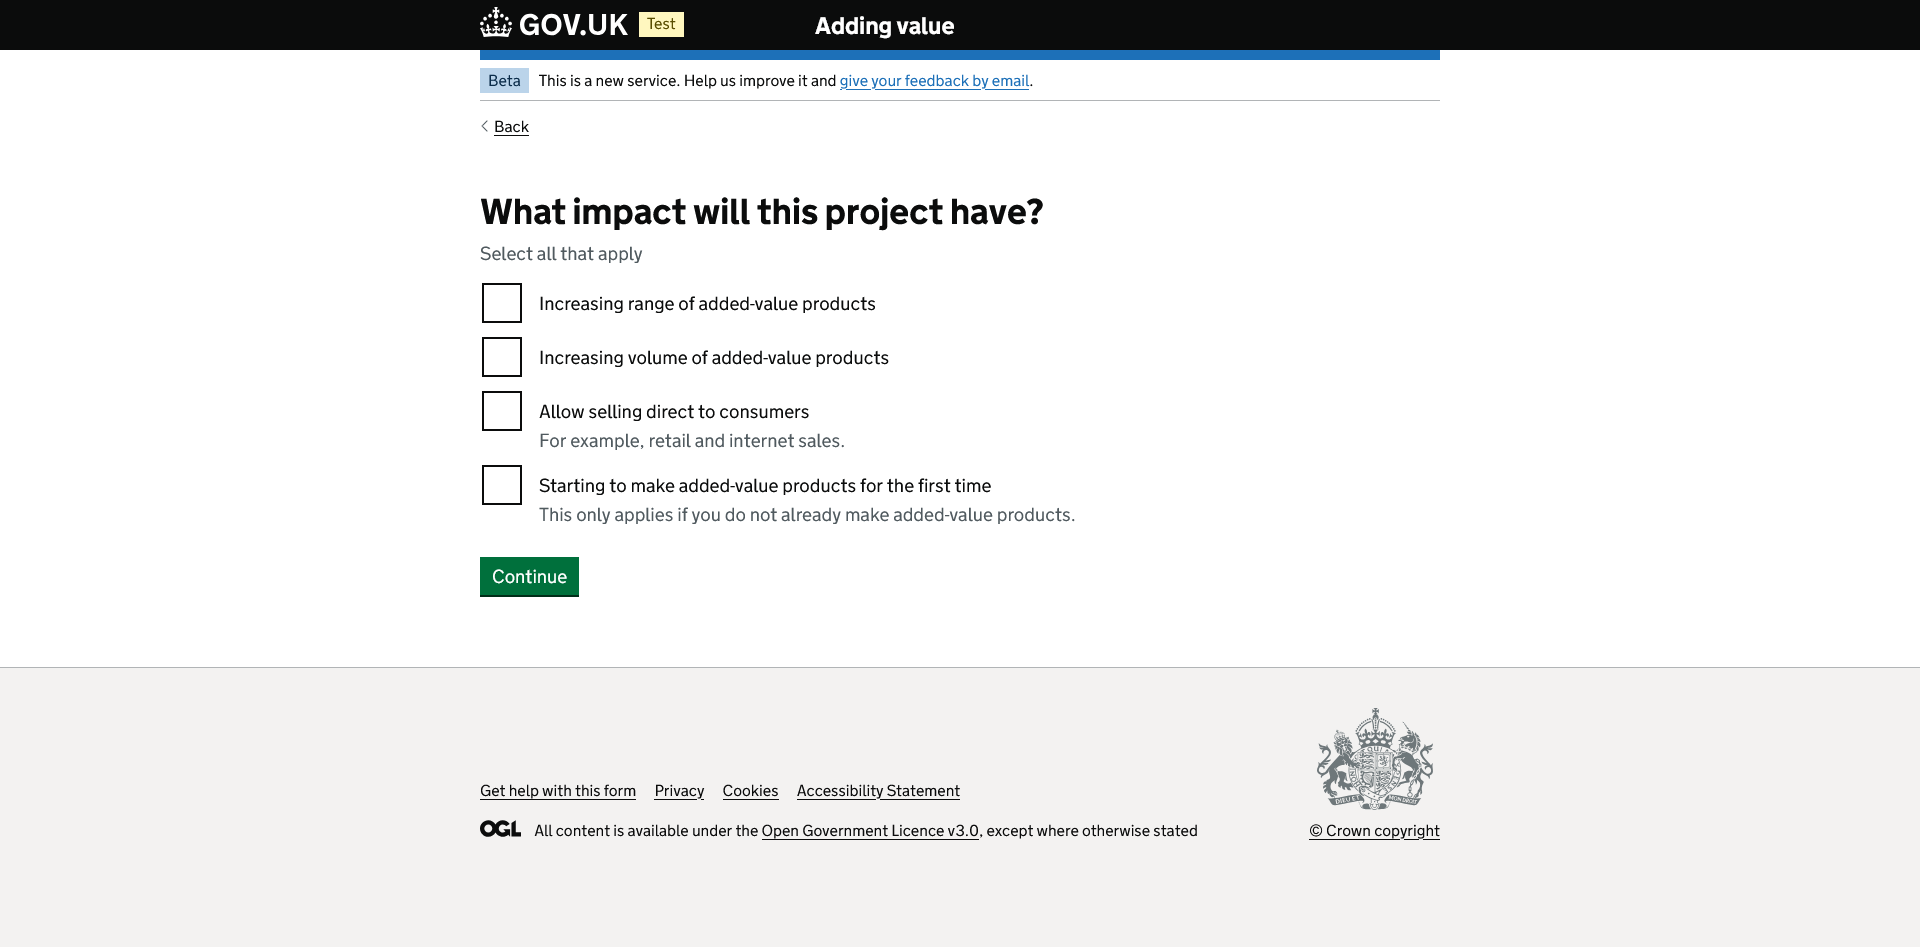 GOV.UK Test Adding value
Beta This is a new service. Help us improve it and give your feedback by email.
Back
What impact will this project have?
Select all that apply
Increasing range of added-value products
Increasing volume of added-value products
Allow selling direct to consumers
For example, retail and internet sales.
Starting to make added-value products for the first time
This only applies if you do not already make added-value products.
Continue
Get help with this form Privacy Cookies Accessibility Statement
OGL All content is available under the Open Government Licence v3.0, except where otherwise stated
© Crown copyright